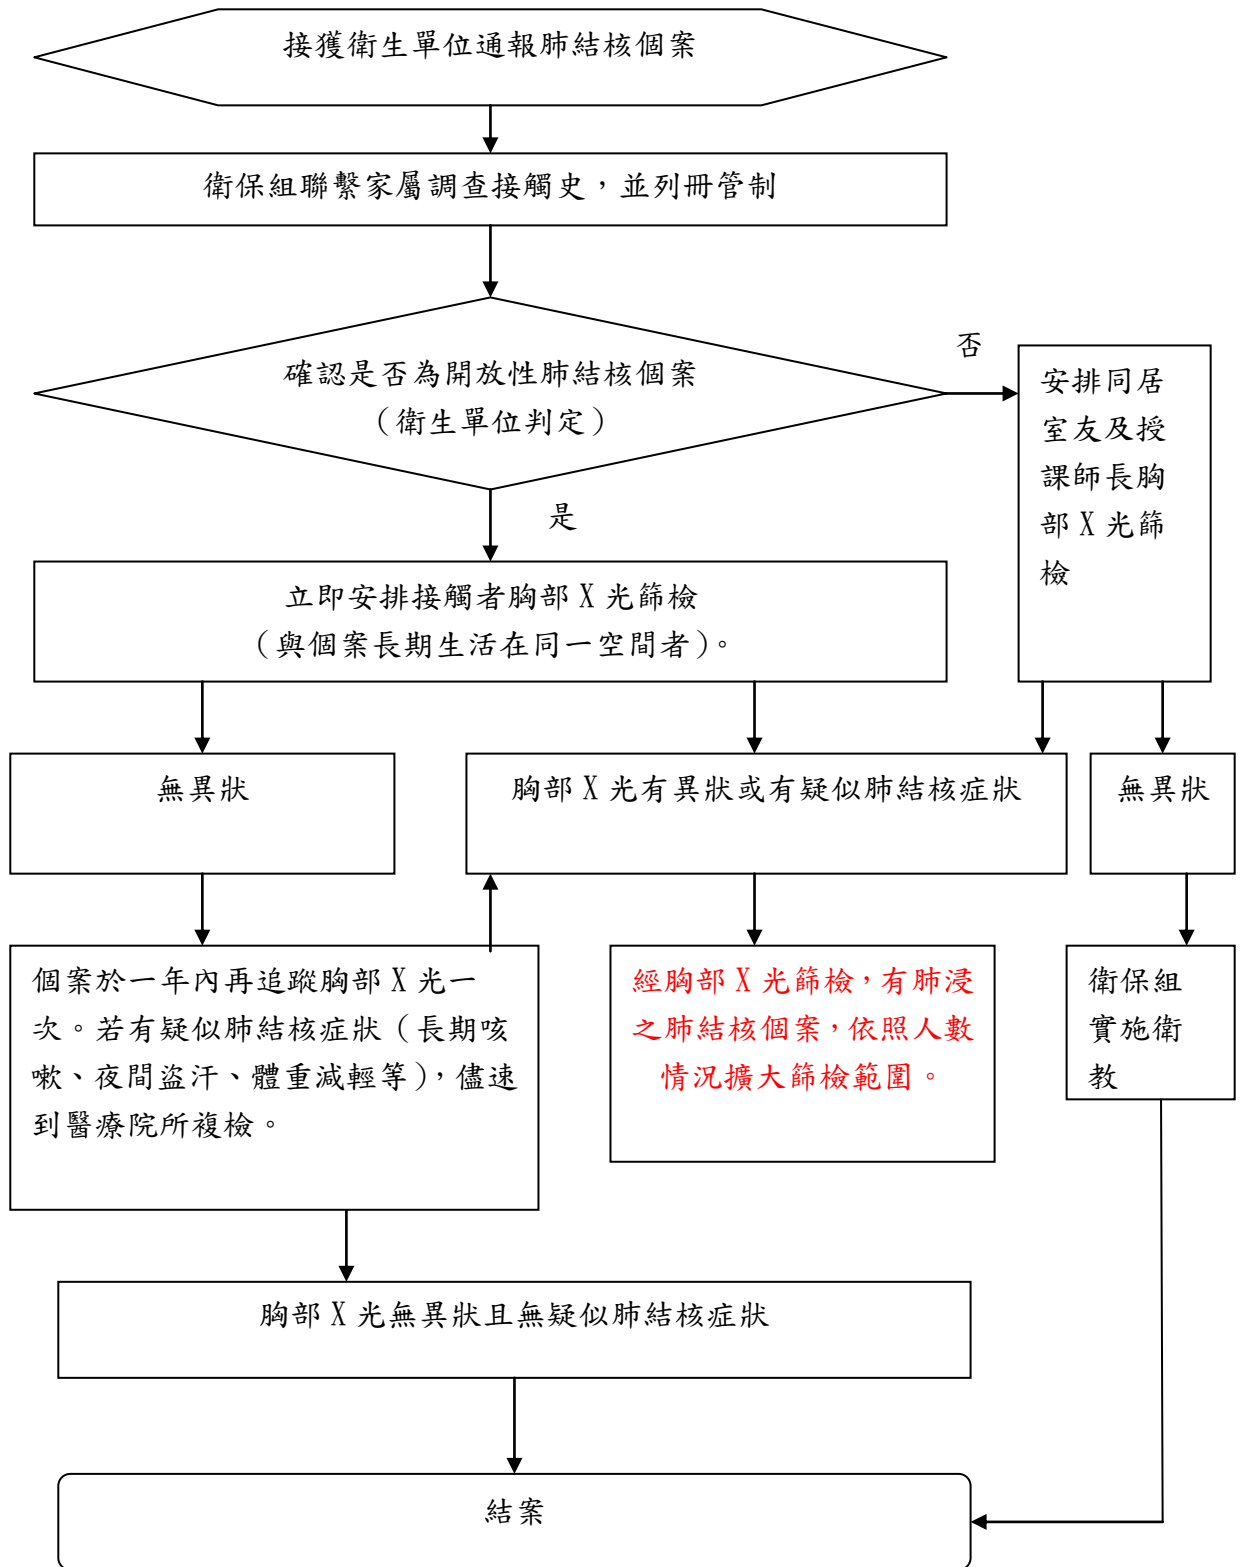 接獲衛生單位通報肺結核個案
衛保組聯繫家屬調查接觸史，並列冊管制
確認是否為開放性肺結核個案
（衛生單位判定）
否
安排同居
室友及授
課師長胸
部 X 光篩
檢
是
立即安排接觸者胸部 X 光篩檢
（與個案長期生活在同一空間者）。
無異狀
胸部 X 光有異狀或有疑似肺結核症狀
無異狀
個案於一年內再追蹤胸部 X 光一
次。若有疑似肺結核症狀（長期咳
嗽、夜間盜汗、體重減輕等），儘速
到醫療院所複檢。
經胸部 X 光篩檢，有肺浸
之肺結核個案，依照人數
情況擴大篩檢範圍。
衛保組
實施衛
教
胸部 X 光無異狀且無疑似肺結核症狀
結案